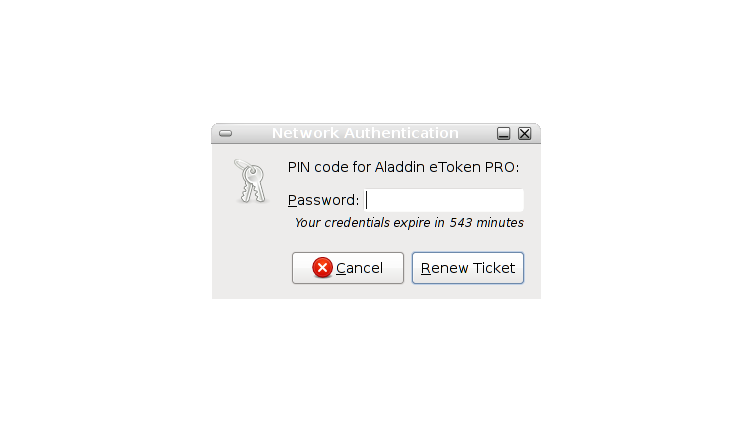 Network Authentication
PIN code for Aladdin eToken PRO:
Password:
Your credentials expire in 543 minutes
Cancel
Renew Ticket